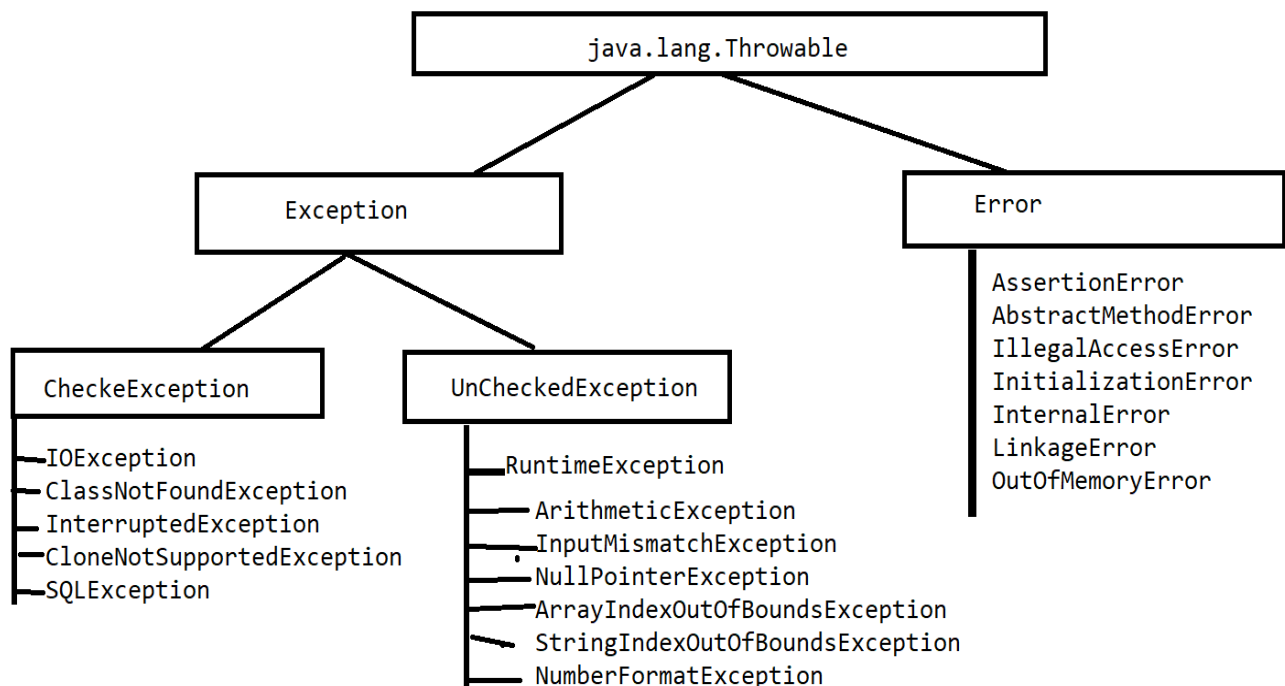 java.lang.Throwable
Exception
Error
AssertionError
AbstractMethodError
IllegalAccessError
InitializationError
InternalError
LinkageError
OutOfMemoryError
CheckeException
UnCheckedException
IOException
ClassNotFoundException
InterruptedException
CloneNotSupportedException
SQLException
RuntimeException
ArithmeticException
InputMismatchException
NullPointerException
ArrayIndexOutOfBoundsException
StringIndexOutOfBoundsException
NumberFormatException